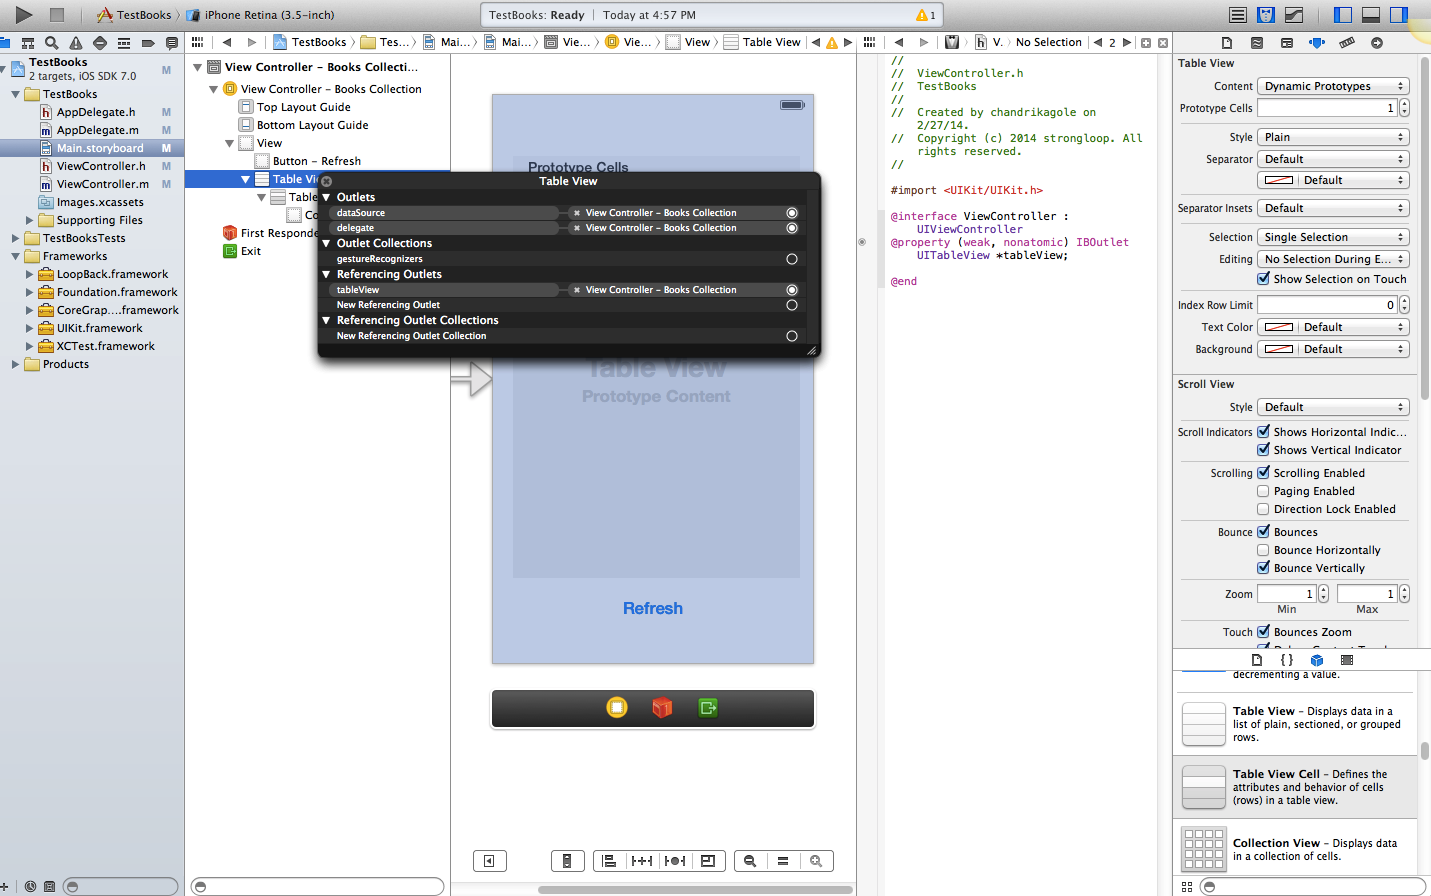 TestBooks
iPhone Retina (3.5-inch)
TestBooks: Ready | Today at 4:57 PM
1
TestBooks
Tes...
Mai...
Mai...
Vie...
Vie...
View
Table View
V.
No Selection
2
TestBooks
2 targets, iOS SDK 7.0
M
TestBooks
AppDelegate.h M
AppDelegate.m M
Main.storyboard M
ViewController.h M
ViewController.m M
Images.xcassets
Supporting Files
TestBooksTests
Frameworks
LoopBack.framework
Foundation.framework
CoreGrap....framework
UIKit.framework
XCTest.framework
Products
View Controller – Books Collecti...
View Controller – Books Collection
Top Layout Guide
Bottom Layout Guide
View
Button – Refresh
Table Vi
Table
Co
First Responde
Exit
Prototype Cells
Table View
Outlets
dataSource View Controller – Books Collection
delegate View Controller – Books Collection
Outlet Collections
gestureRecognizers
Referencing Outlets
tableView View Controller – Books Collection
New Referencing Outlet
Referencing Outlet Collections
New Referencing Outlet Collection
Table View
Prototype Content
Refresh
//
// ViewController.h
// TestBooks
//
// Created by chandrikagole on
2/27/14.
// Copyright (c) 2014 strongloop. All
rights reserved.
//
#import <UIKit/UIKit.h>
@interface ViewController :
UIViewController
@property (weak, nonatomic) IBOutlet
UITableView *tableView;
@end
Table View
Content Dynamic Prototypes
Prototype Cells 1
Style Plain
Separator Default
Default
Separator Insets Default
Selection Single Selection
Editing No Selection During E...
Show Selection on Touch
Index Row Limit 0
Text Color Default
Background Default
Scroll View
Style Default
Scroll Indicators Shows Horizontal Indic...
Shows Vertical Indicator
Scrolling Scrolling Enabled
Paging Enabled
Direction Lock Enabled
Bounce Bounces
Bounce Horizontally
Bounce Vertically
Zoom 1 1
Min Max
Touch Bounces Zoom
{ }
decrementing a value.
Table View – Displays data in a
list of plain, sectioned, or grouped
rows.
Table View Cell – Defines the
attributes and behavior of cells
(rows) in a table view.
Collection View – Displays data
in a collection of cells.